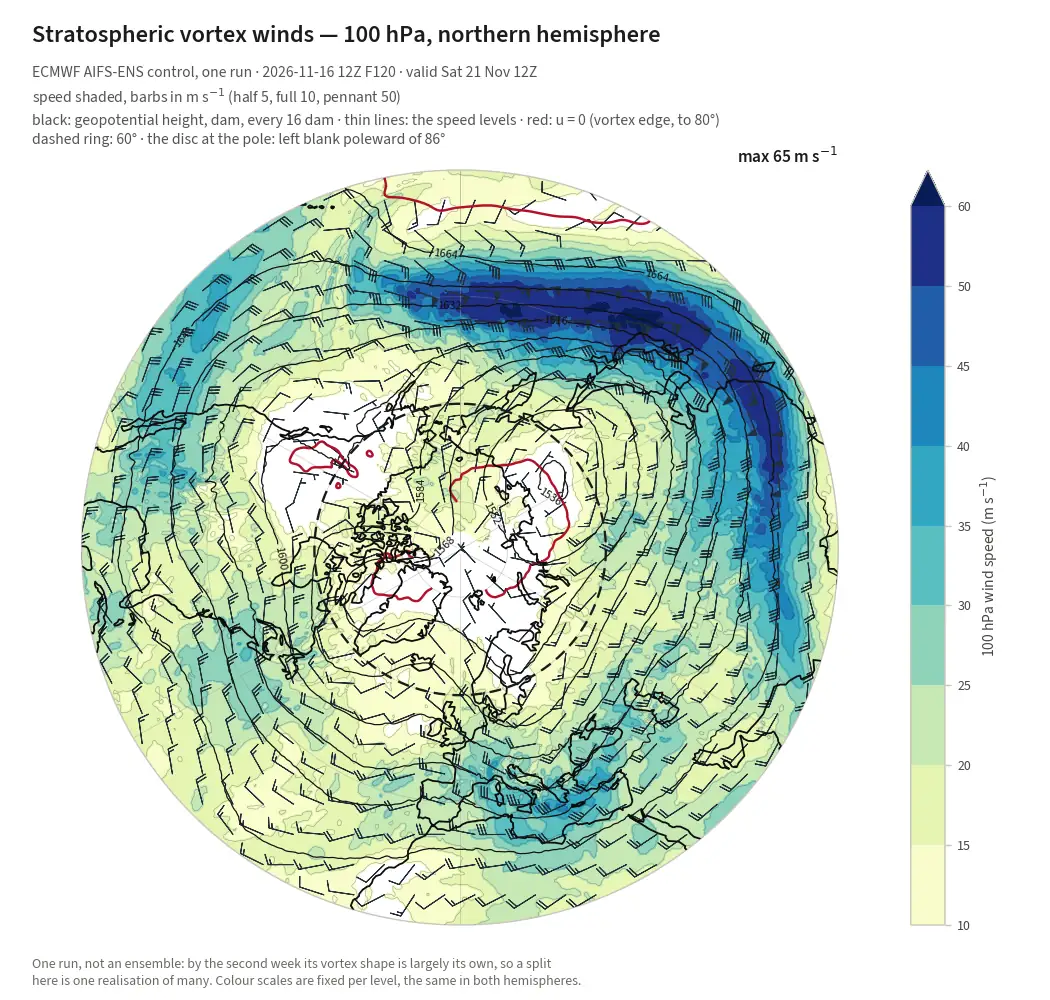 Stratospheric vortex winds — 100 hPa, northern hemisphere
ECMWF AIFS-ENS control, one run · 2026-11-16 12Z F120 · valid Sat 21 Nov 12Z
speed shaded, barbs in m s⁻¹ (half 5, full 10, pennant 50)
black: geopotential height, dam, every 16 dam · thin lines: the speed levels · red: u = 0 (vortex edge, to 80°)
dashed ring: 60° · the disc at the pole: left blank poleward of 86°
max 65 m s⁻¹
60
50
45
40
35
30
25
20
15
10
100 hPa wind speed (m s⁻¹)
1664
1664
1632
1584
1568
1600
One run, not an ensemble: by the second week its vortex shape is largely its own, so a split
here is one realisation of many. Colour scales are fixed per level, the same in both hemispheres.